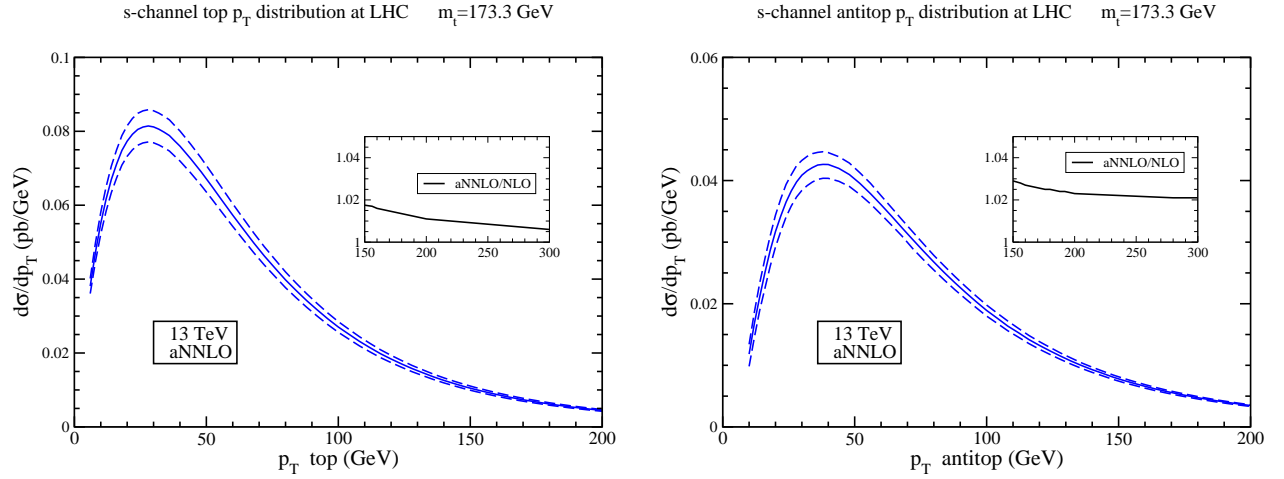 s-channel top p_T distribution at LHC m_t=173.3 GeV
0.1
0.08
0.06
0.04
0.02
0
0 50 100 150 200
dσ/dp_T (pb/GeV)
p_T top (GeV)
13 TeV
aNNLO
1.04
1.02
1
150 200 250 300
aNNLO/NLO
s-channel antitop p_T distribution at LHC m_t=173.3 GeV
0.06
0.04
0.02
0
0 50 100 150 200
dσ/dp_T (pb/GeV)
p_T antitop (GeV)
13 TeV
aNNLO
1.04
1.02
1
150 200 250 300
aNNLO/NLO